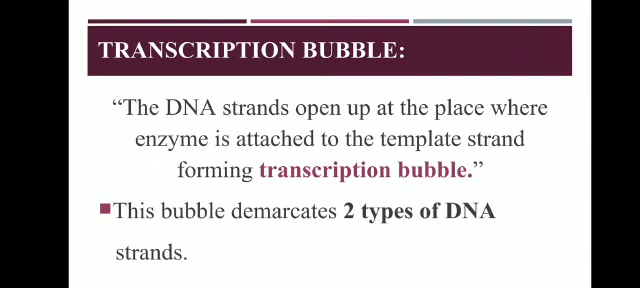 TRANSCRIPTION BUBBLE:
“The DNA strands open up at the place where
enzyme is attached to the template strand
forming transcription bubble.”
This bubble demarcates 2 types of DNA
strands.